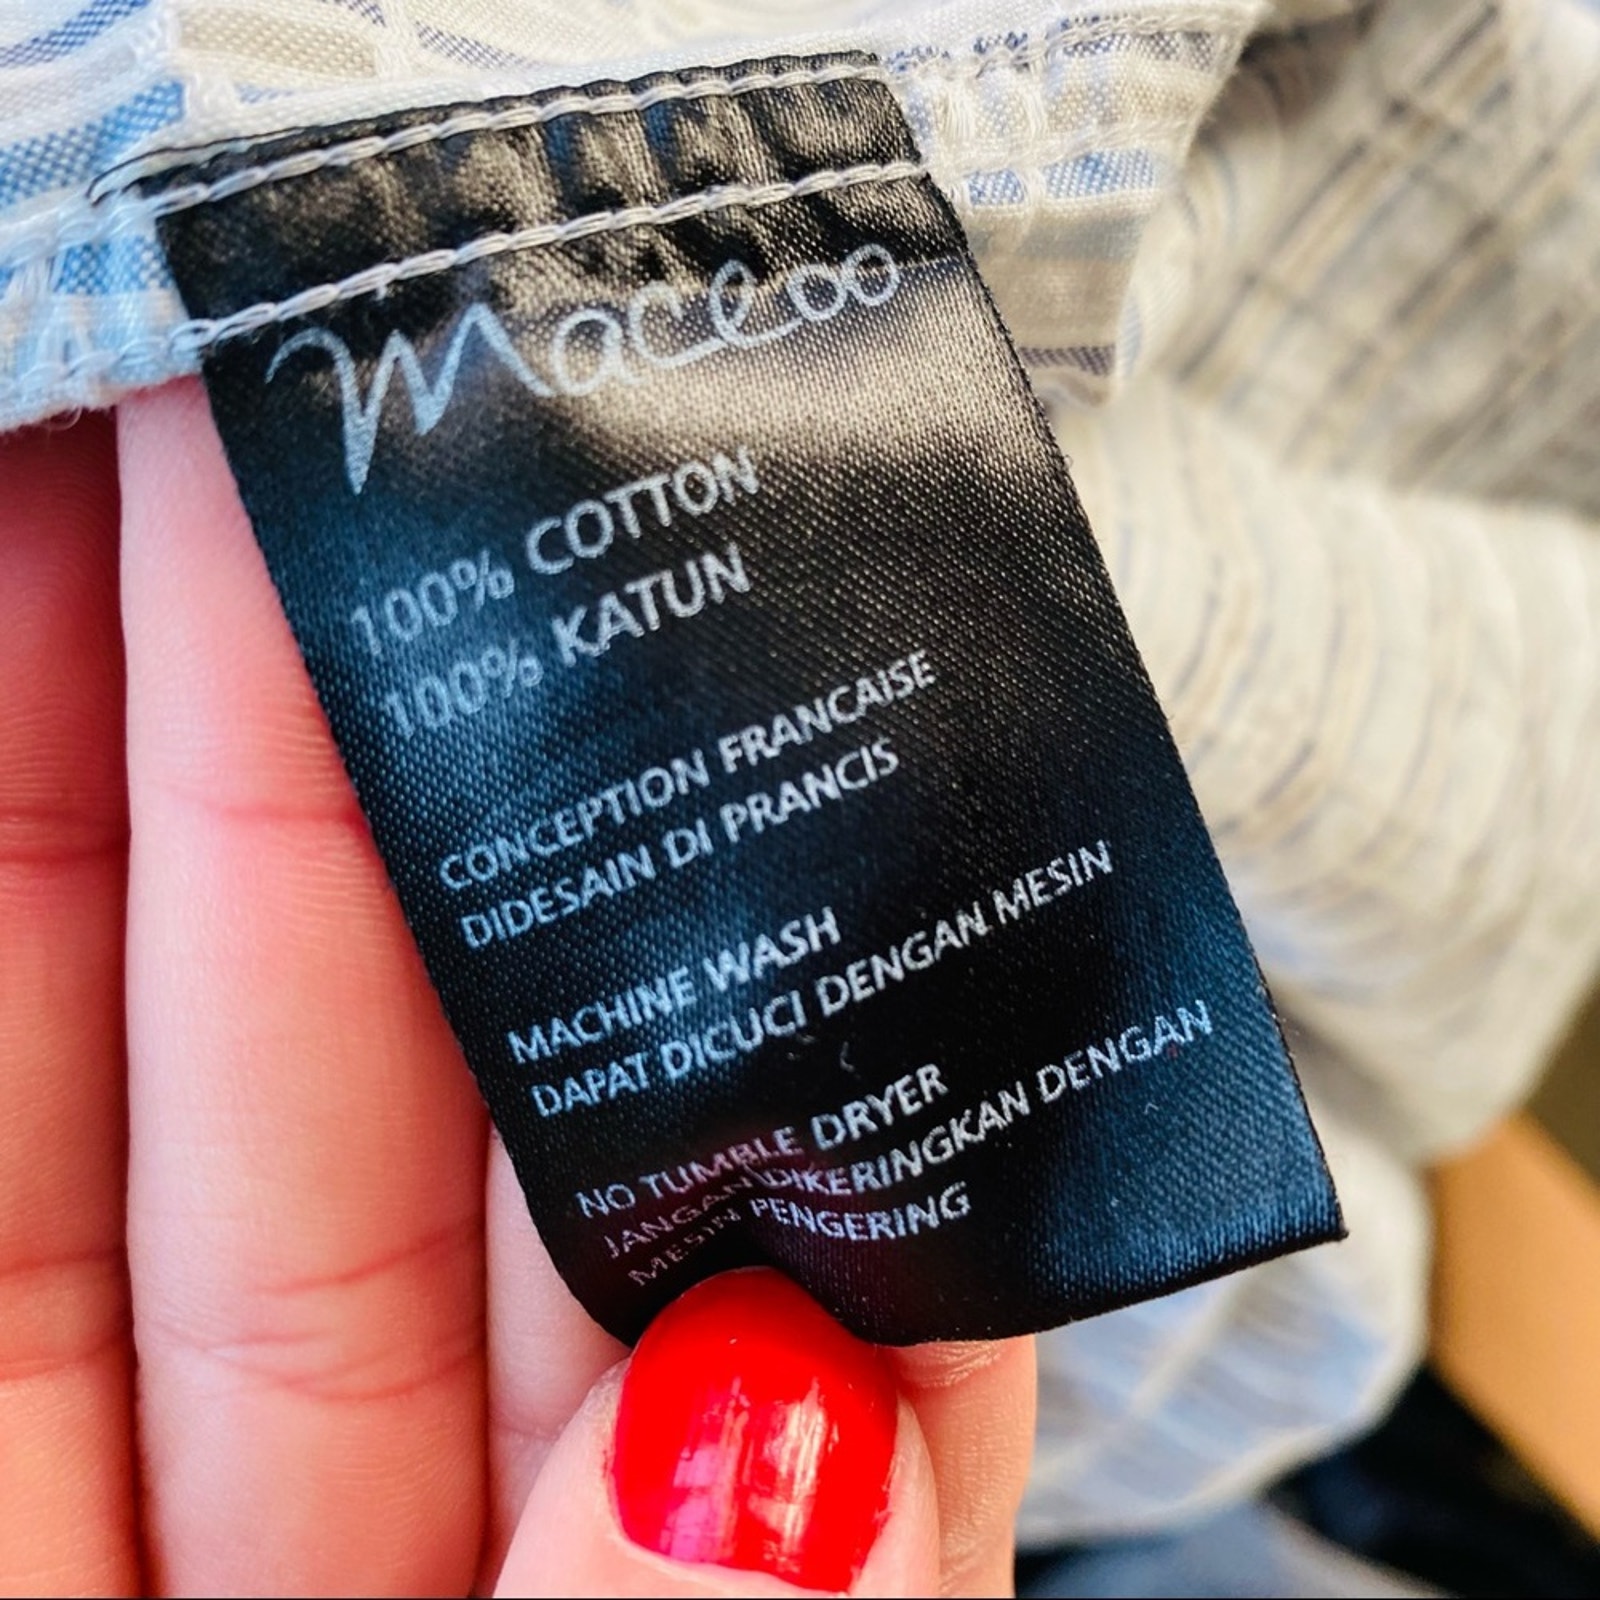 Maceoo
100% COTTON
100% KATUN
CONCEPTION FRANCAISE
DIDESAIN DI PRANCIS
MACHINE WASH
DAPAT DICUCI DENGAN MESIN
NO TUMBLE DRYER
JANGAN DIKERINGKAN DENGAN
MESIN PENGERING